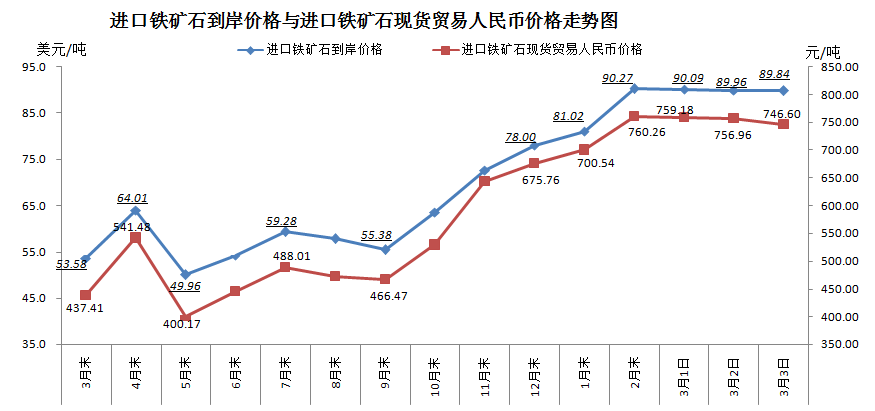 进口铁矿石到岸价格与进口铁矿石现货贸易人民币价格走势图
美元/吨
进口铁矿石到岸价格
进口铁矿石现货贸易人民币价格
元/吨
95.0
85.0
75.0
65.0
55.0
45.0
35.0
850.00
800.00
750.00
700.00
650.00
600.00
550.00
500.00
450.00
400.00
350.00
53.58
64.01
49.96
59.28
55.38
78.00
81.02
90.27
90.09
89.96
89.84
437.41
541.48
400.17
488.01
466.47
675.76
700.54
760.26
759.18
756.96
746.60
3月末
4月末
5月末
6月末
7月末
8月末
9月末
10月末
11月末
12月末
1月末
2月末
3月1日
3月2日
3月3日